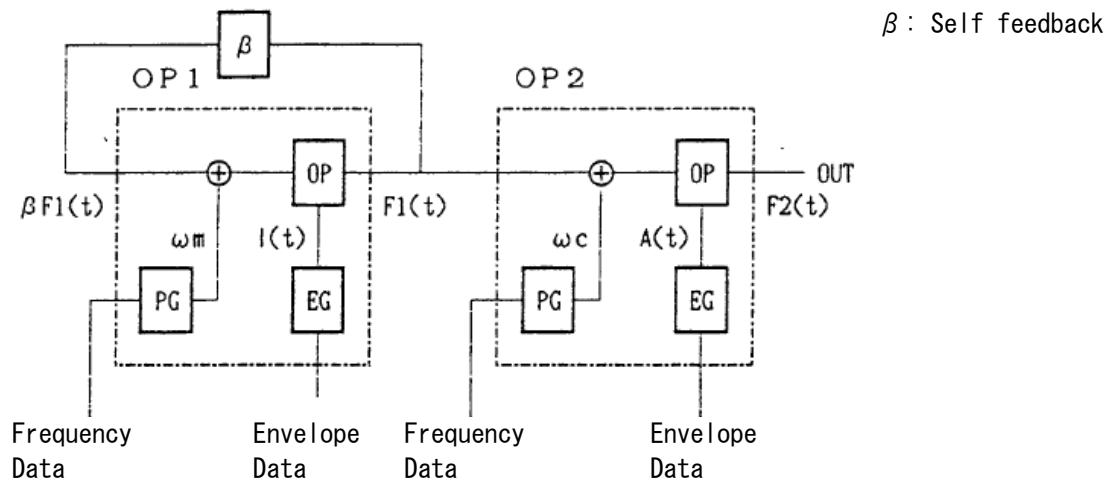 β: Self feedback
β
OP1
OP2
OP
OP
OUT
βF1(t)
F1(t)
F2(t)
ωm
I(t)
ωc
A(t)
PG
EG
PG
EG
Frequency
Data
Envelope
Data
Frequency
Data
Envelope
Data